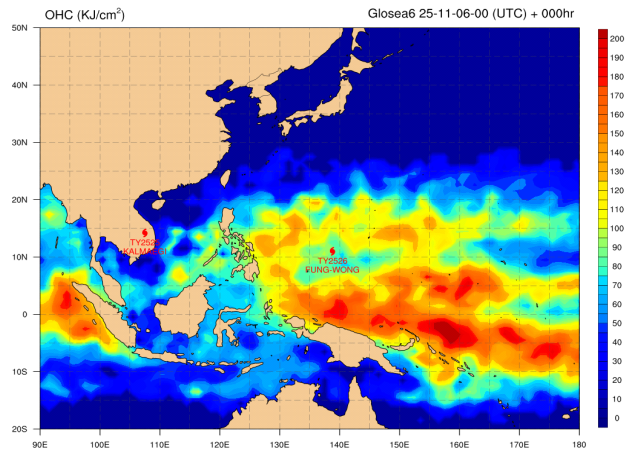 OHC (KJ/cm²) Glosea6 25-11-06-00 (UTC) + 000hr
50N
40N
30N
20N
10N
0
10S
20S
90E 100E 110E 120E 130E 140E 150E 160E 170E 180
TY2525
KALMAEGI
TY2526
FUNG-WONG
200
190
180
170
160
150
140
130
120
110
100
90
80
70
60
50
40
30
20
10
0